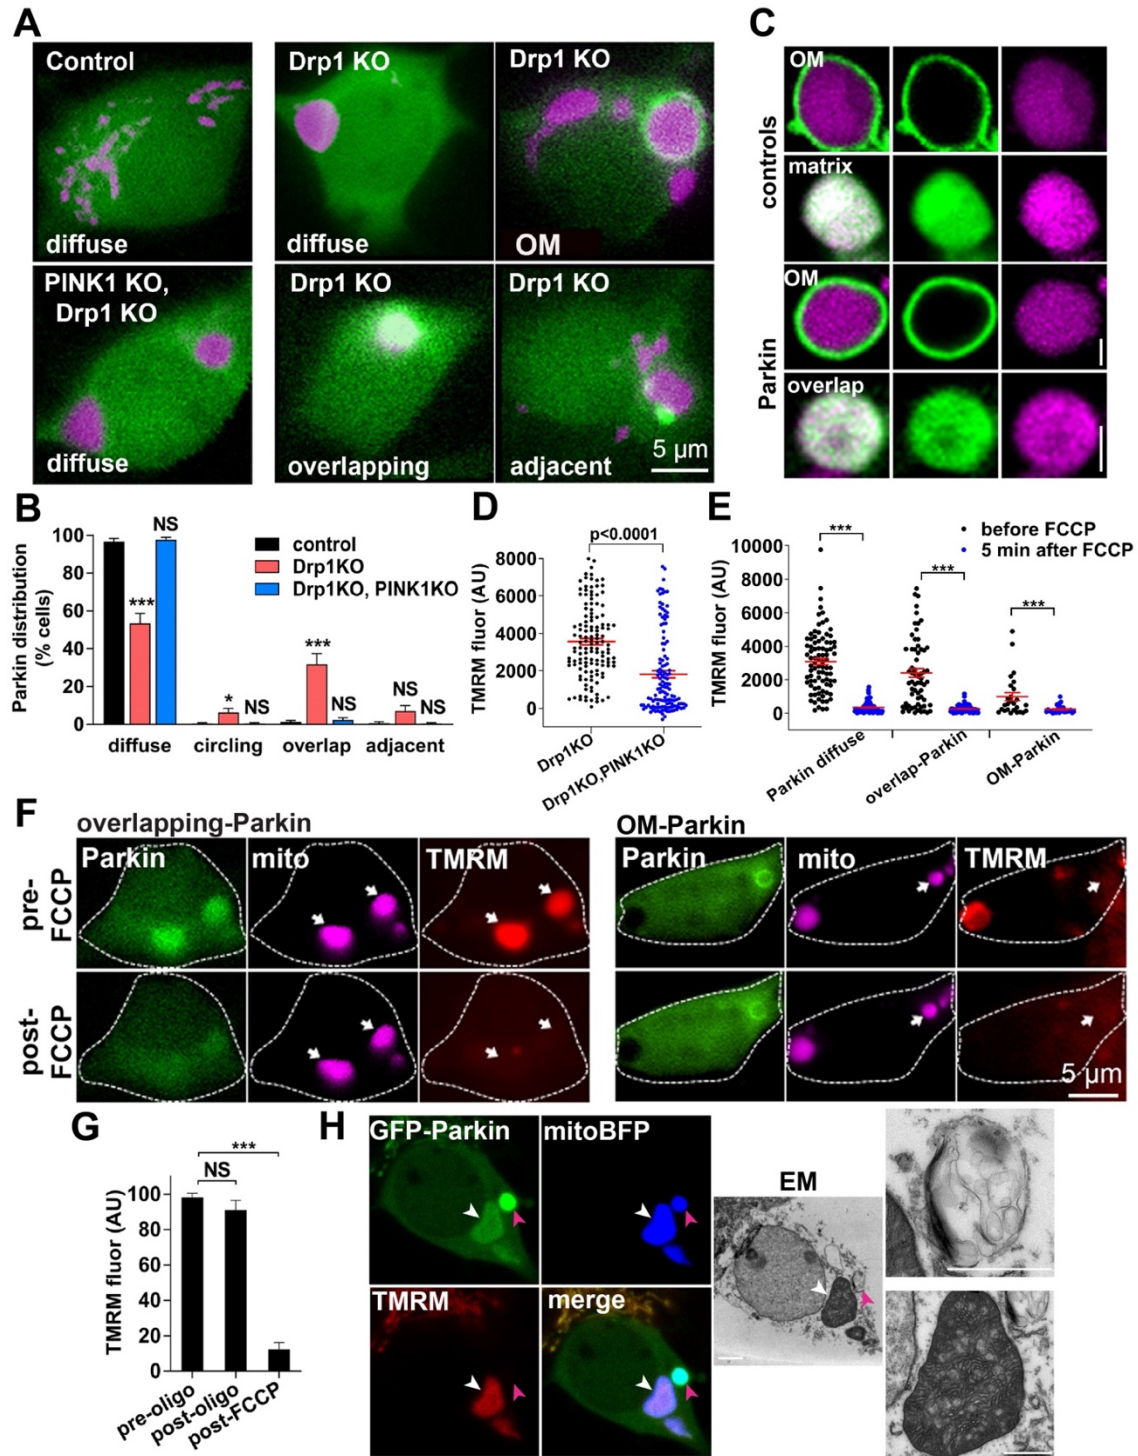 A
Control
diffuse
Drp1 KO
diffuse
Drp1 KO
OM
PINK1 KO,
Drp1 KO
diffuse
Drp1 KO
overlapping
Drp1 KO
adjacent
5 µm
C
controls
OM
matrix
Parkin
OM
overlap
B
Parkin distribution
(% cells)
100
80
60
40
20
0
NS
***
* NS
***
NS
NS
NS
control
Drp1KO
Drp1KO, PINK1KO
diffuse circling overlap adjacent
D
p<0.0001
TMRM fluor (AU)
8000
6000
4000
2000
0
Drp1KO
Drp1KO,PINK1KO
E
before FCCP
5 min after FCCP
***
***
***
TMRM fluor (AU)
10000
8000
6000
4000
2000
0
Parkin diffuse
overlap-Parkin
OM-Parkin
F
overlapping-Parkin
Parkin mito TMRM
pre-
FCCP
post-
FCCP
OM-Parkin
Parkin mito TMRM
5 µm
G
***
NS
TMRM fluor (AU)
100
80
60
40
20
0
pre-oligo
post-oligo
post-FCCP
H
GFP-Parkin mitoBFP
TMRM merge
EM